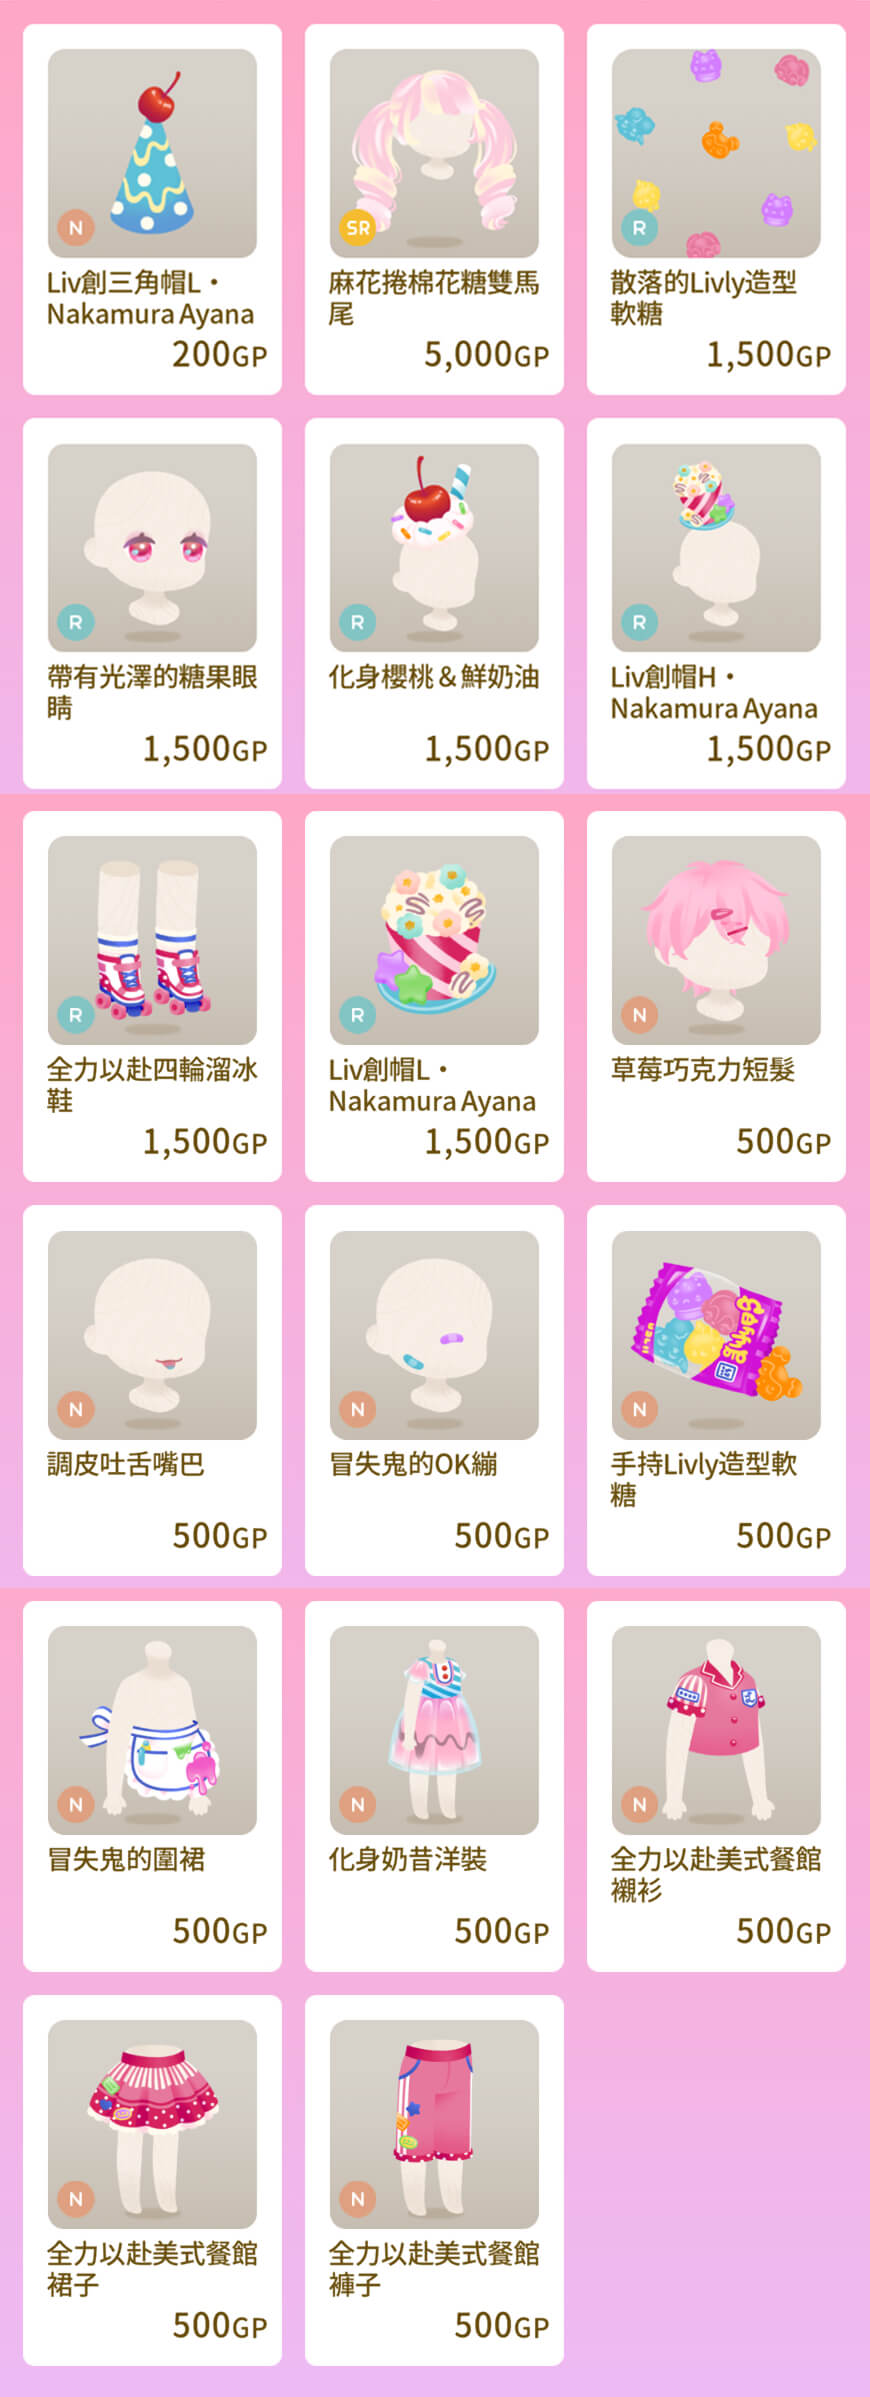 N
Liv創三角帽L・
Nakamura Ayana
200GP
SR
麻花捲棉花糖雙馬
尾
5,000GP
R
散落的Livly造型
軟糖
1,500GP
R
帶有光澤的糖果眼
睛
1,500GP
R
化身櫻桃＆鮮奶油
1,500GP
R
Liv創帽H・
Nakamura Ayana
1,500GP
R
全力以赴四輪溜冰
鞋
1,500GP
R
Liv創帽L・
Nakamura Ayana
1,500GP
N
草莓巧克力短髮
500GP
N
調皮吐舌嘴巴
500GP
N
冒失鬼的OK繃
500GP
N
手持Livly造型軟
糖
500GP
N
冒失鬼的圍裙
500GP
N
化身奶昔洋裝
500GP
N
全力以赴美式餐館
襯衫
500GP
N
全力以赴美式餐館
裙子
500GP
N
全力以赴美式餐館
褲子
500GP